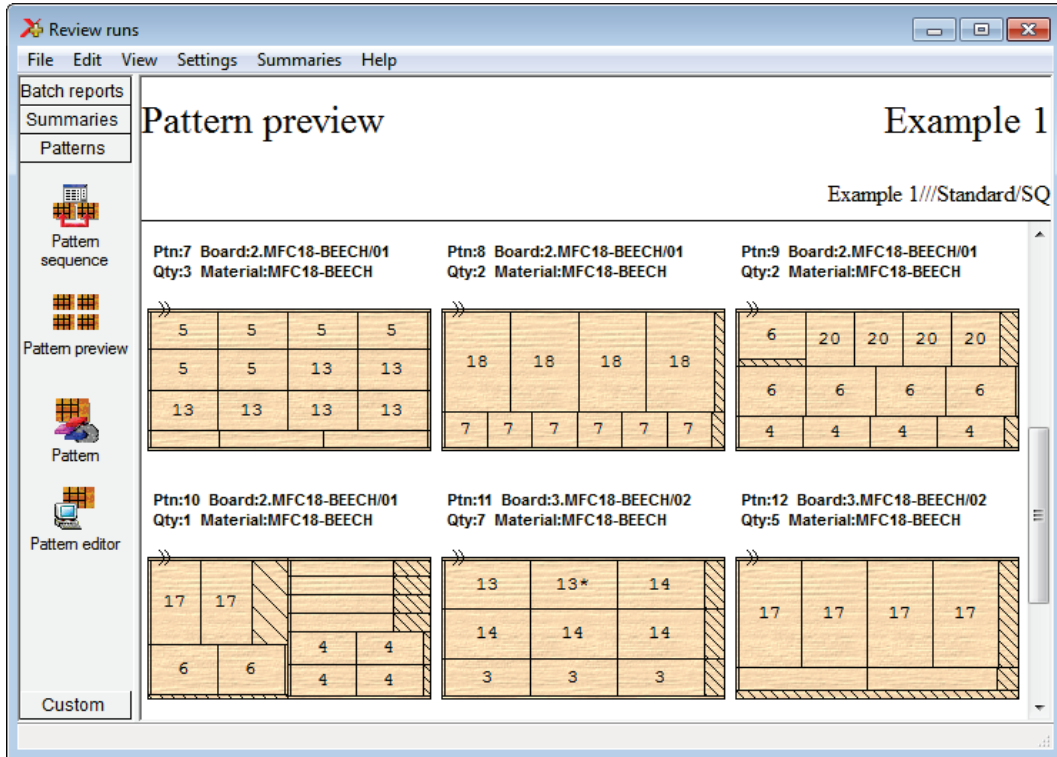 Review runs
File Edit View Settings Summaries Help
Batch reports
Summaries
Patterns
Pattern sequence
Pattern preview
Pattern
Pattern editor
Custom
Pattern preview Example 1
Example 1///Standard/SQ
Ptn:7 Board:2.MFC18-BEECH/01
Qty:3 Material:MFC18-BEECH
5 5 5 5
5 5 13 13
13 13 13 13
Ptn:8 Board:2.MFC18-BEECH/01
Qty:2 Material:MFC18-BEECH
18 18 18 18
7 7 7 7 7 7
Ptn:9 Board:2.MFC18-BEECH/01
Qty:2 Material:MFC18-BEECH
6 20 20 20 20
6 6 6 6
4 4 4 4
Ptn:10 Board:2.MFC18-BEECH/01
Qty:1 Material:MFC18-BEECH
17 17
6 6
4 4
4 4
Ptn:11 Board:3.MFC18-BEECH/02
Qty:7 Material:MFC18-BEECH
13 13* 14
14 14 14
3 3 3
Ptn:12 Board:3.MFC18-BEECH/02
Qty:5 Material:MFC18-BEECH
17 17 17 17